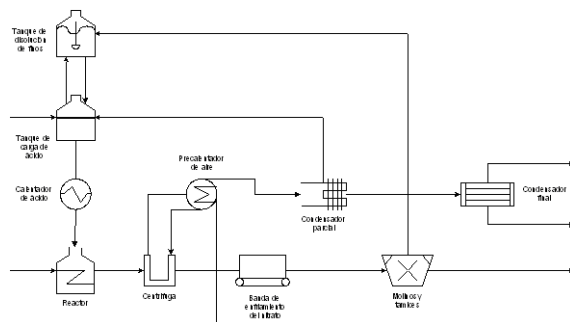 Tanque de
disolución
de finos
Tanque de
carga de
ácido
Precalentador
de aire
Calentador
de ácido
Condensador
parcial
Condensador
final
Reactor
Centrífuga
Banda de
enfriamiento
del nitrato
Molinos y
tamices